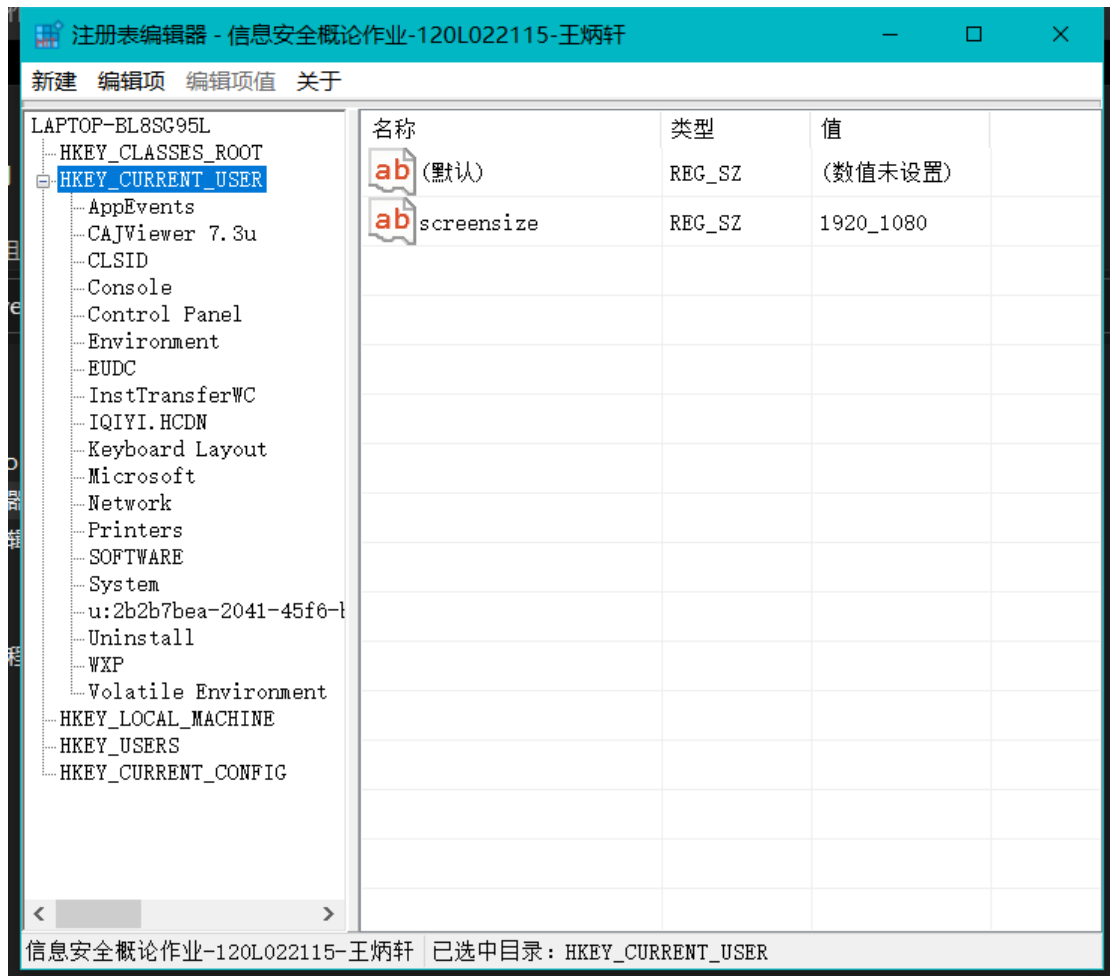 注册表编辑器 - 信息安全概论作业-120L022115-王炳轩
新建 编辑项 编辑项值 关于
LAPTOP-BL8SG95L
HKEY_CLASSES_ROOT
HKEY_CURRENT_USER
AppEvents
CAJViewer 7.3u
CLSID
Console
Control Panel
Environment
EUDC
InstTransferWC
IQIYI.HCDN
Keyboard Layout
Microsoft
Network
Printers
SOFTWARE
System
u:2b2b7bea-2041-45f6-
Uninstall
WXP
Volatile Environment
HKEY_LOCAL_MACHINE
HKEY_USERS
HKEY_CURRENT_CONFIG
名称 类型 值
ab (默认) REG_SZ (数值未设置)
ab screensize REG_SZ 1920_1080
信息安全概论作业-120L022115-王炳轩 已选中目录: HKEY_CURRENT_USER